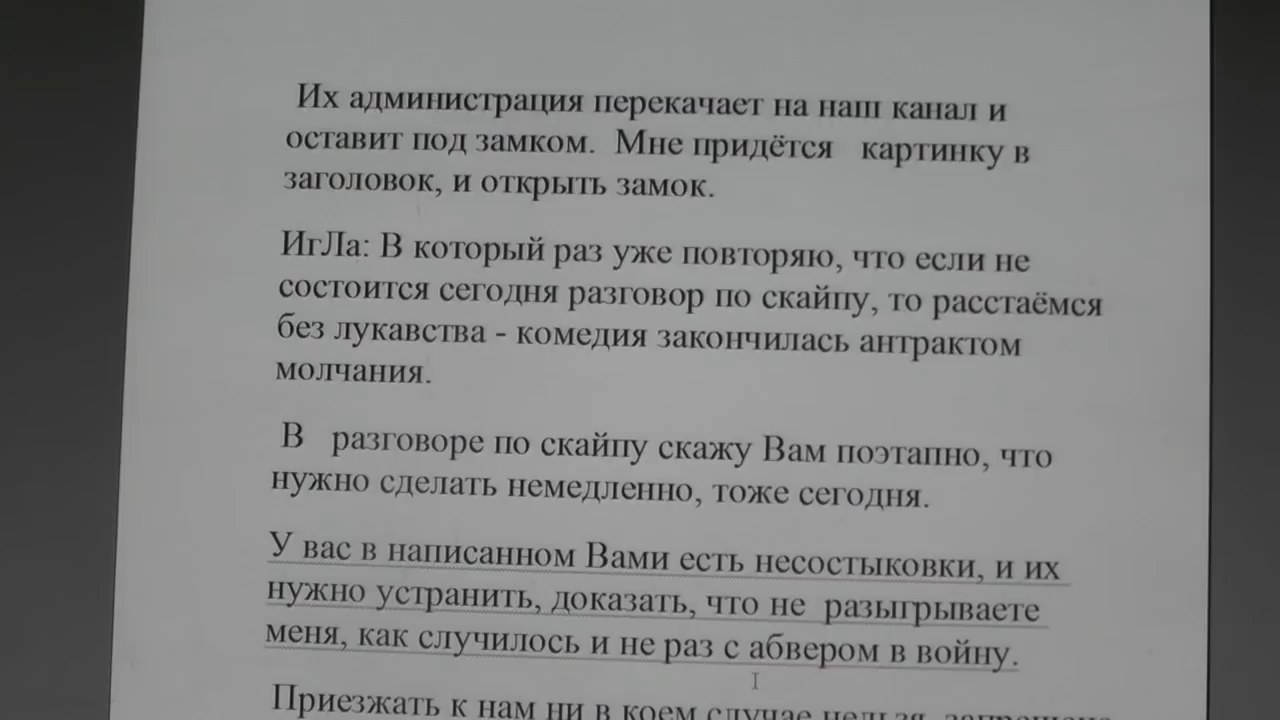 Их администрация перекачает на наш канал и
оставит под замком. Мне придётся картинку в
заголовок, и открыть замок.
ИгЛа: В который раз уже повторяю, что если не
состоится сегодня разговор по скайпу, то расстаёмся
без лукавства - комедия закончилась антрактом
молчания.
В разговоре по скайпу скажу Вам поэтапно, что
нужно сделать немедленно, тоже сегодня.
У вас в написанном Вами есть несостыковки, и их
нужно устранить, доказать, что не разыгрываете
меня, как случилось и не раз с абвером в войну.
Приезжать к нам ни в коем случае нельзя